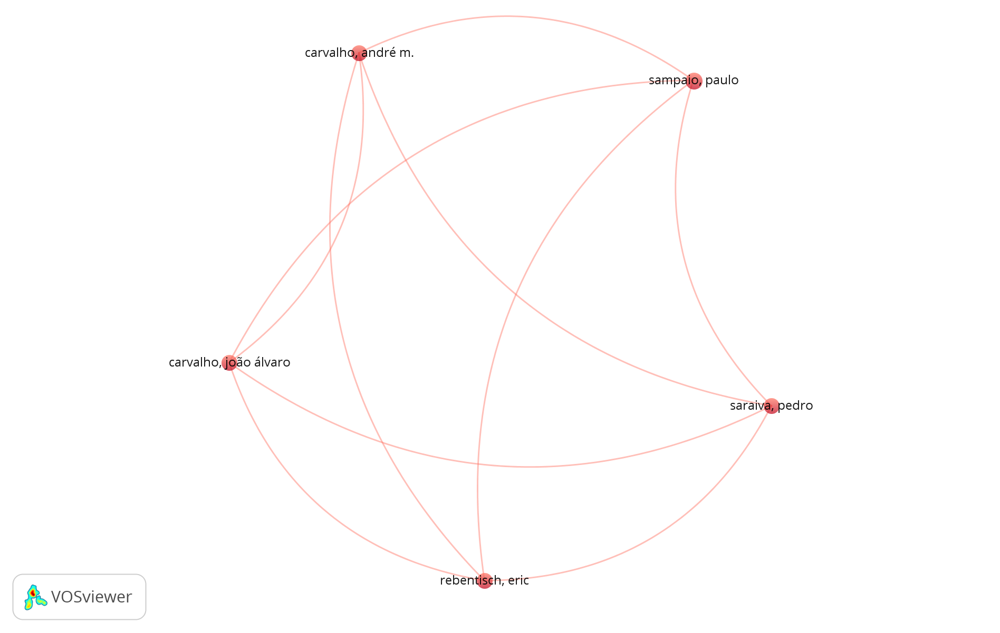 carvalho, andré m.
sampaio, paulo
carvalho, joão álvaro
saraiva, pedro
rebentisch, eric
VOSviewer